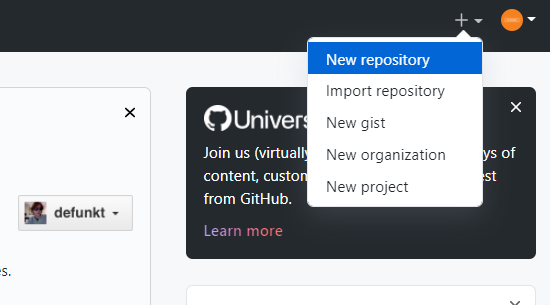 New repository
Import repository
New gist
New organization
New project
Join us (virtually
ys of
content, custom
est
from GitHub.
Learn more
defunkt
es.